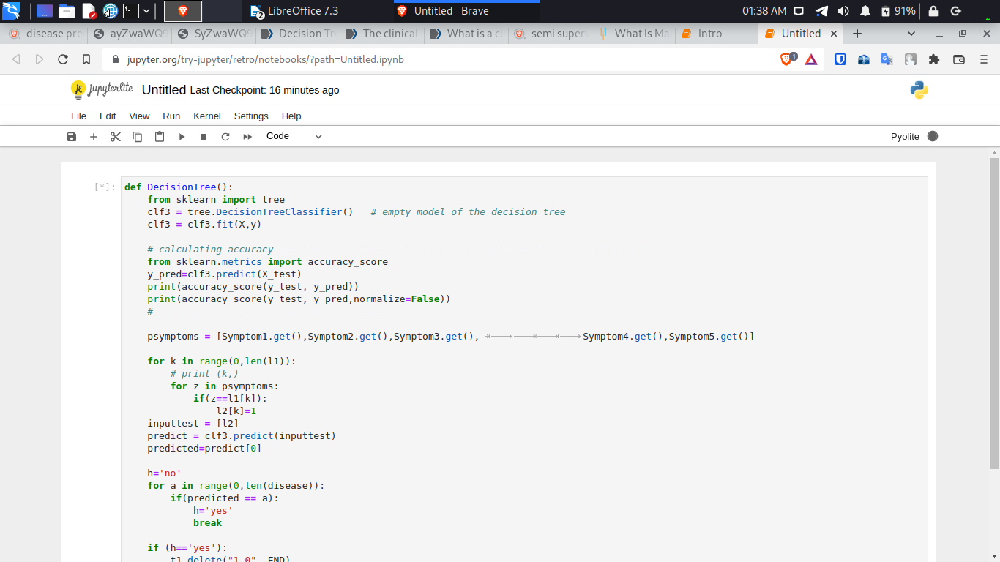 LibreOffice 7.3
Untitled - Brave
01:38 AM
91%
disease pre
ayZwaWQS
SyZwaWQS
Decision Tr
The clinical
What is a cl
semi super
What Is Ma
Intro
Untitled
jupyter.org/try-jupyter/retro/notebooks/?path=Untitled.ipynb
1
jupyterlite
Untitled Last Checkpoint: 16 minutes ago
File Edit View Run Kernel Settings Help
Code
Pyolite
[*]:
def DecisionTree():
from sklearn import tree
clf3 = tree.DecisionTreeClassifier() # empty model of the decision tree
clf3 = clf3.fit(X,y)
# calculating accuracy-------------------------------------------------------------------
from sklearn.metrics import accuracy_score
y_pred=clf3.predict(X_test)
print(accuracy_score(y_test, y_pred))
print(accuracy_score(y_test, y_pred,normalize=False))
# -----------------------------------------------------
psymptoms = [Symptom1.get(),Symptom2.get(),Symptom3.get(), Symptom4.get(),Symptom5.get()]
for k in range(0,len(l1)):
# print (k,)
for z in psymptoms:
if(z==l1[k]):
l2[k]=1
inputtest = [l2]
predict = clf3.predict(inputtest)
predicted=predict[0]
h='no'
for a in range(0,len(disease)):
if(predicted == a):
h='yes'
break
if (h=='yes'):
t1.delete("1.0", END)